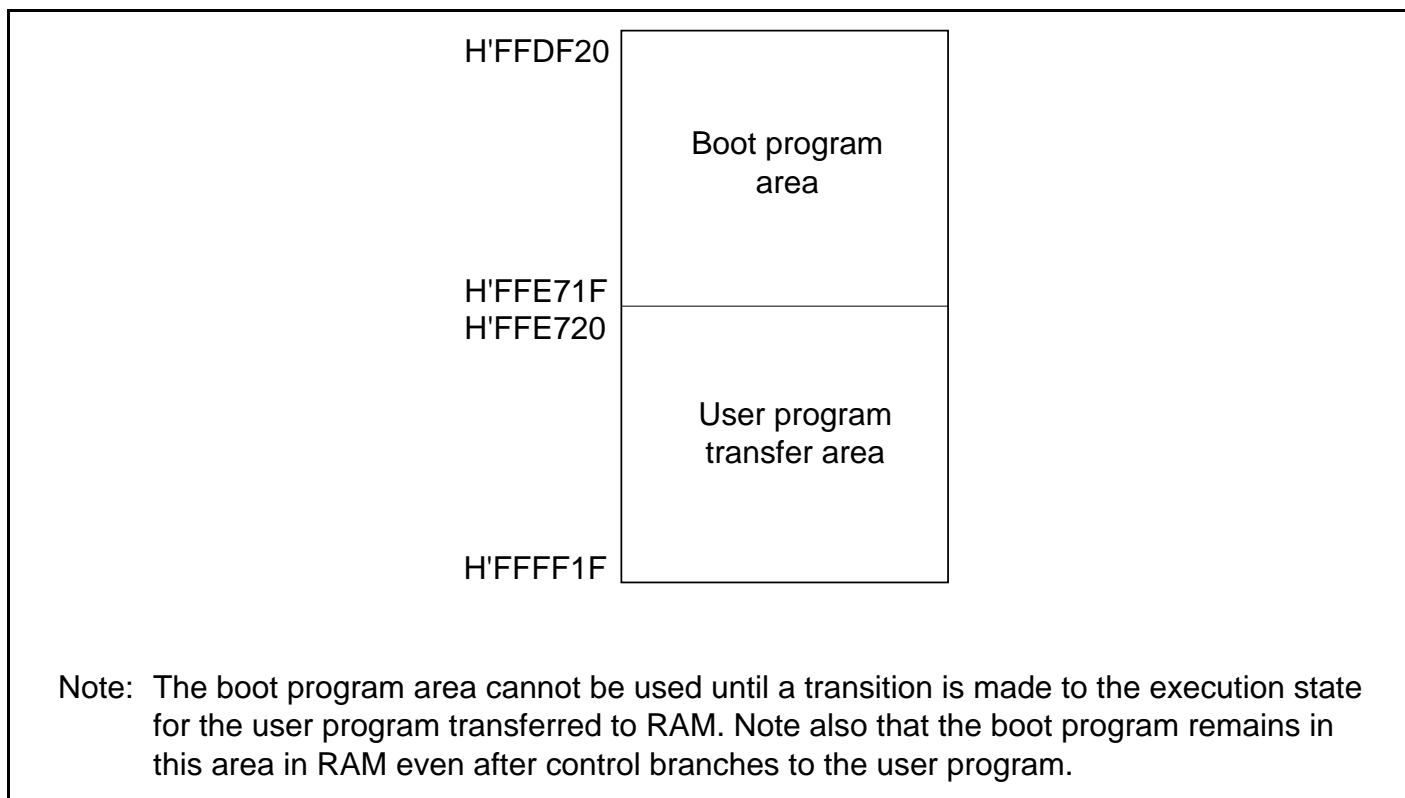 H'FFDF20
Boot program
area
H'FFE71F
H'FFE720
User program
transfer area
H'FFFF1F
Note: The boot program area cannot be used until a transition is made to the execution state
for the user program transferred to RAM. Note also that the boot program remains in
this area in RAM even after control branches to the user program.